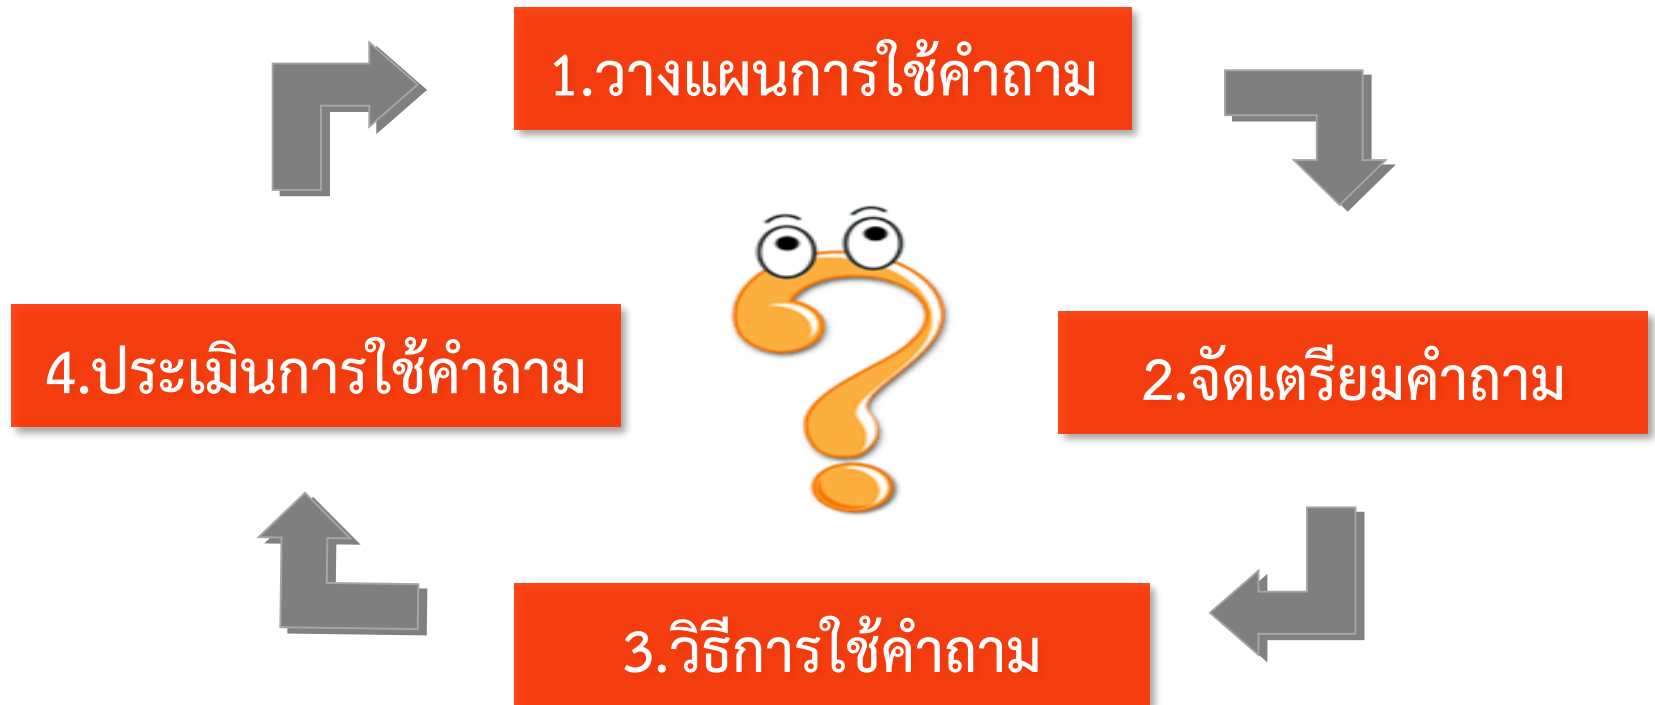 1.วางแผนการใช้คำถาม
2.จัดเตรียมคำถาม
3.วิธีการใช้คำถาม
4.ประเมินการใช้คำถาม